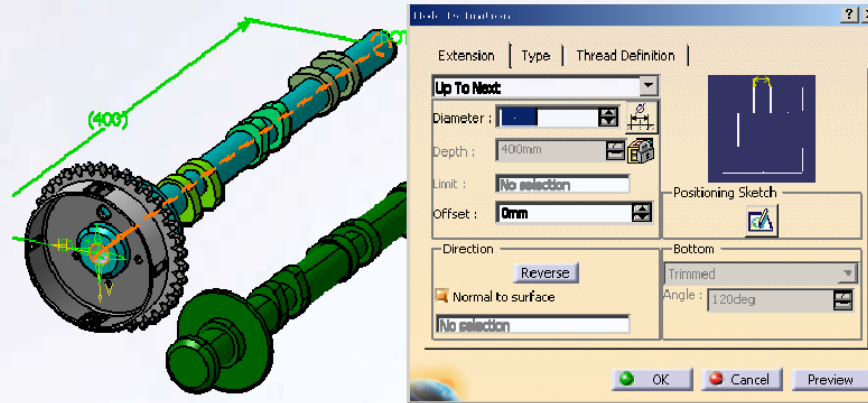 (400)
H
V
Hole Definition
?
Extension
Type
Thread Definition
Up To Next
Diameter :
Depth :
400mm
Limit :
No selection
Offset :
0mm
Positioning Sketch
Direction
Reverse
Normal to surface
No selection
Bottom
Trimmed
Angle :
120deg
OK
Cancel
Preview